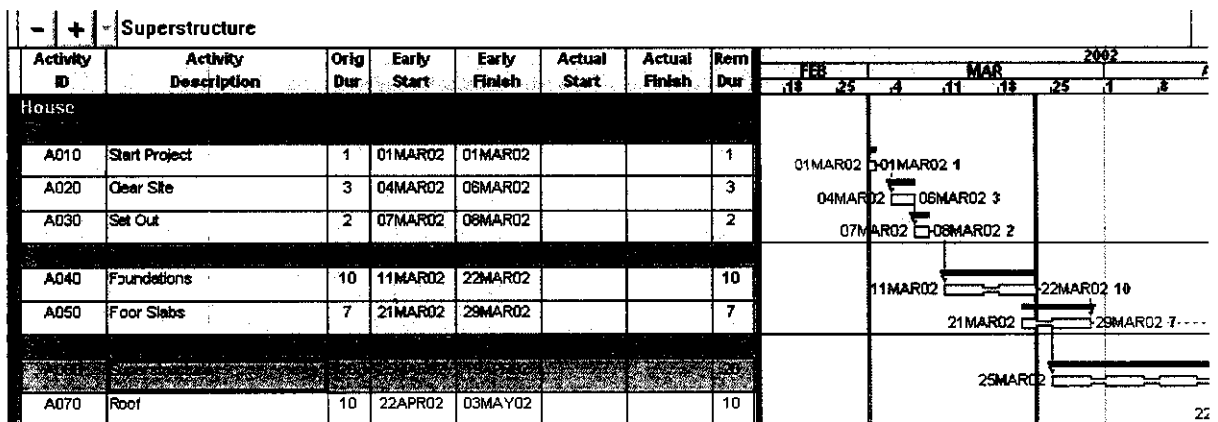 - + Superstructure
Activity ID Activity Description Orig Dur Early Start Early Finish Actual Start Actual Finish Rem Dur
2002
FEB MAR A
18 25 4 11 18 25 1 8
House
A010 Start Project 1 01MAR02 01MAR02 1 01MAR02 01MAR02 1
A020 Clear Site 3 04MAR02 06MAR02 3 04MAR02 06MAR02 3
A030 Set Out 2 07MAR02 08MAR02 2 07MAR02 08MAR02 2
A040 Foundations 10 11MAR02 22MAR02 10 11MAR02 22MAR02 10
A050 Foor Slabs 7 21MAR02 29MAR02 7 21MAR02 29MAR02 7
25MAR02
A070 Roof 10 22APR02 03MAY02 10 22